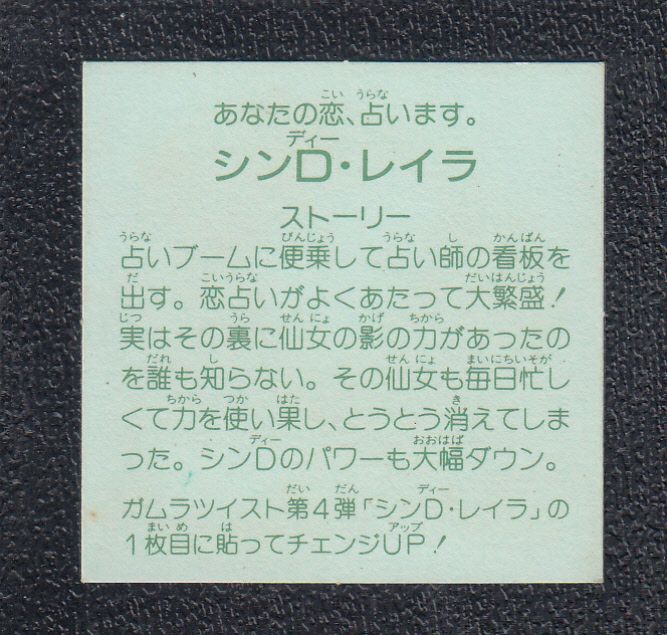 あなたの恋、占います。
シンD・レイラ
ストーリー
占いブームに便乗して占い師の看板を
出す。恋占いがよくあたって大繁盛!
実はその裏に仙女の影の力があったの
を誰も知らない。その仙女も毎日忙し
くて力を使い果し、とうとう消えてしま
った。シンDのパワーも大幅ダウン。
ガムラツイスト第4弾「シンD・レイラ」の
1枚目に貼ってチェンジUP!